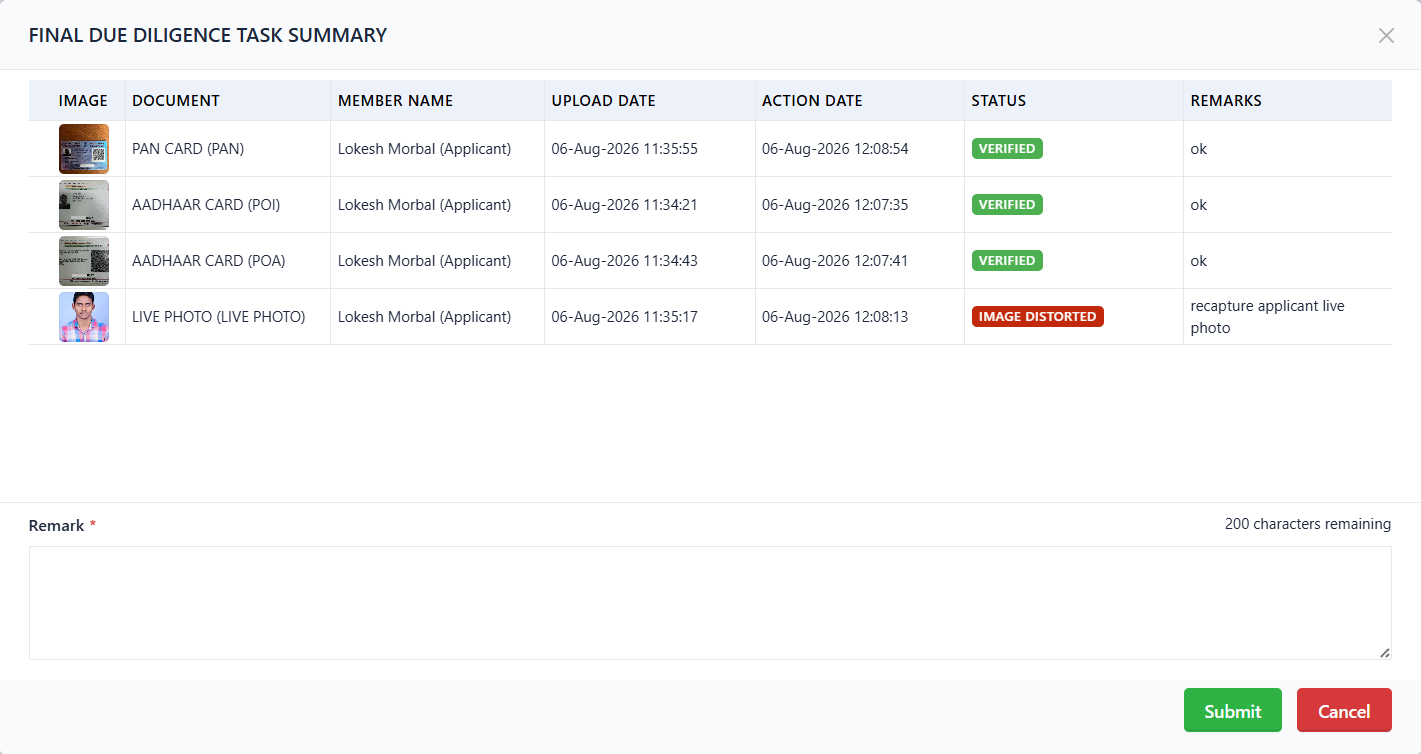 FINAL DUE DILIGENCE TASK SUMMARY
IMAGE DOCUMENT MEMBER NAME UPLOAD DATE ACTION DATE STATUS REMARKS
PAN CARD (PAN) Lokesh Morbal (Applicant) 06-Aug-2026 11:35:55 06-Aug-2026 12:08:54 VERIFIED ok
AADHAAR CARD (POI) Lokesh Morbal (Applicant) 06-Aug-2026 11:34:21 06-Aug-2026 12:07:35 VERIFIED ok
AADHAAR CARD (POA) Lokesh Morbal (Applicant) 06-Aug-2026 11:34:43 06-Aug-2026 12:07:41 VERIFIED ok
LIVE PHOTO (LIVE PHOTO) Lokesh Morbal (Applicant) 06-Aug-2026 11:35:17 06-Aug-2026 12:08:13 IMAGE DISTORTED recapture applicant live
photo
Remark * 200 characters remaining
Submit Cancel